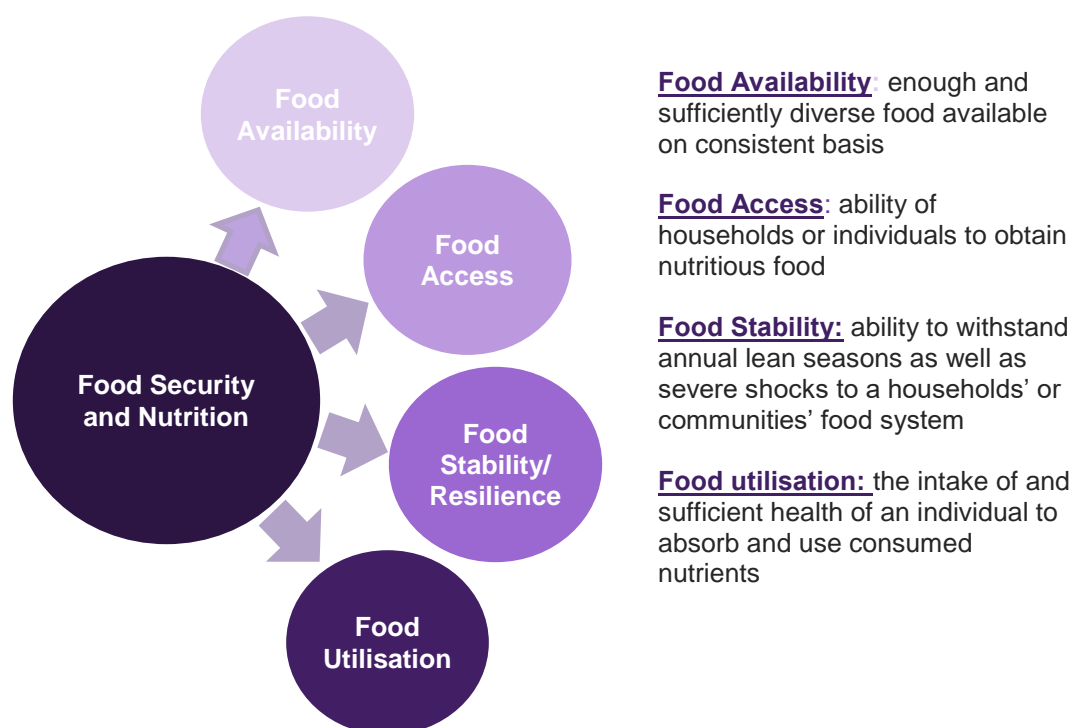 Food
Availability
Food
Access
Food Security
and Nutrition
Food
Stability/
Resilience
Food
Utilisation
Food Availability: enough and
sufficiently diverse food available
on consistent basis
Food Access: ability of
households or individuals to obtain
nutritious food
Food Stability: ability to withstand
annual lean seasons as well as
severe shocks to a households’ or
communities’ food system
Food utilisation: the intake of and
sufficient health of an individual to
absorb and use consumed
nutrients